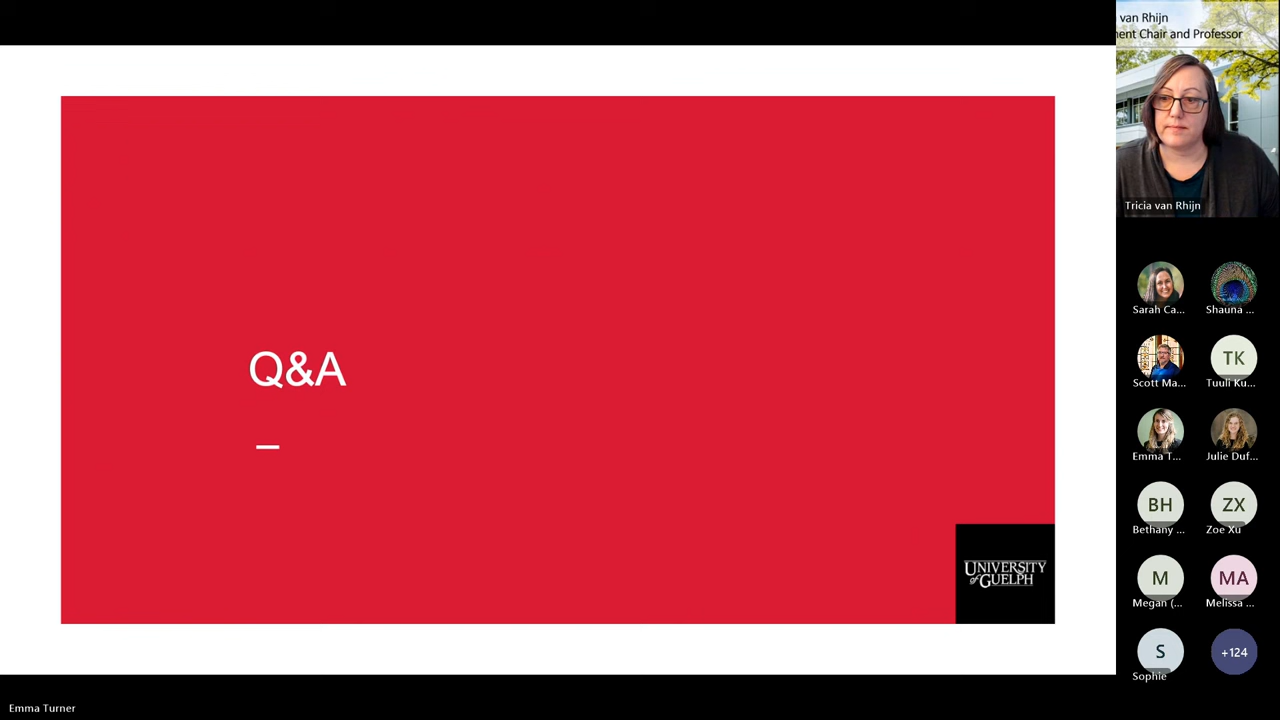 Q&A
UNIVERSITY
of GUELPH
van Rhijn
ent Chair and Professor
Tricia van Rhijn
Sarah Ca...
Shauna ...
Scott Ma...
TK
Tuuli Ku...
Emma T...
Julie Duf...
BH
Bethany ...
ZX
Zoe Xu
M
Megan (...
MA
Melissa ...
S
Sophie
+124
Emma Turner